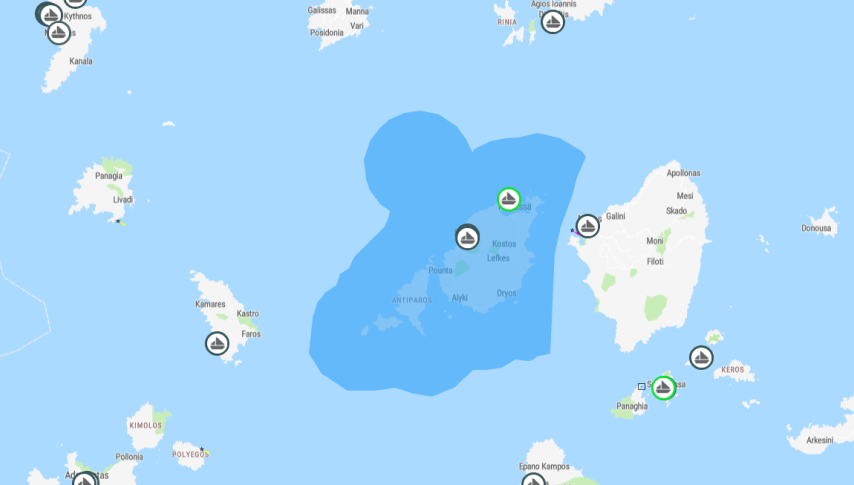 Agios Ioannis
Galissas
Manna
Kythnos
RINIA
Vari
Posidonia
Kanala
Panagia
Apollonas
Livadi
Mesi
Skado
Galini
Donousa
Kostos
Moni
Lefkes
Filoti
Pounta
Dryos
Alyki
ANTIPAROS
Kamares
Kastro
Faros
KEROS
Panaghia
KIMOLOS
Arkesini
POLYEGOS
Pollonia
Epano Kampos